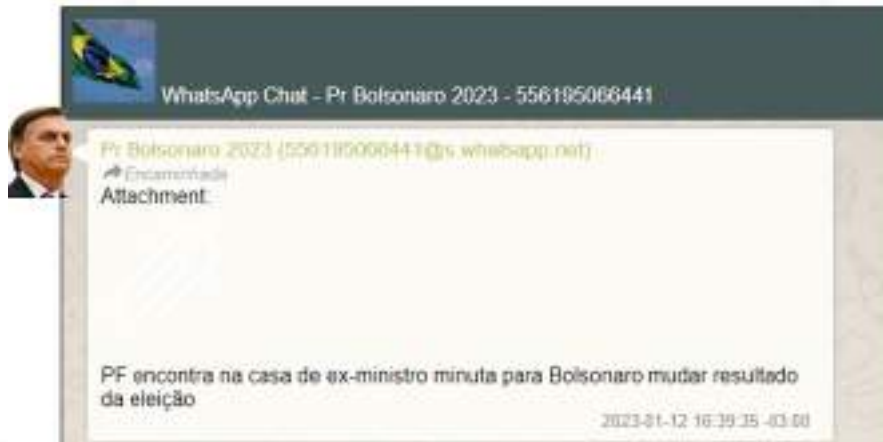 WhatsApp Chat - Pr Bolsonaro 2023 - 556195066441
Pr Bolsonaro 2023 (556195066441@s.whatsapp.net)
Encaminhada
Attachment:
PF encontra na casa de ex-ministro minuta para Bolsonaro mudar resultado
da eleição
2023-01-12 16:39:35 -03:00